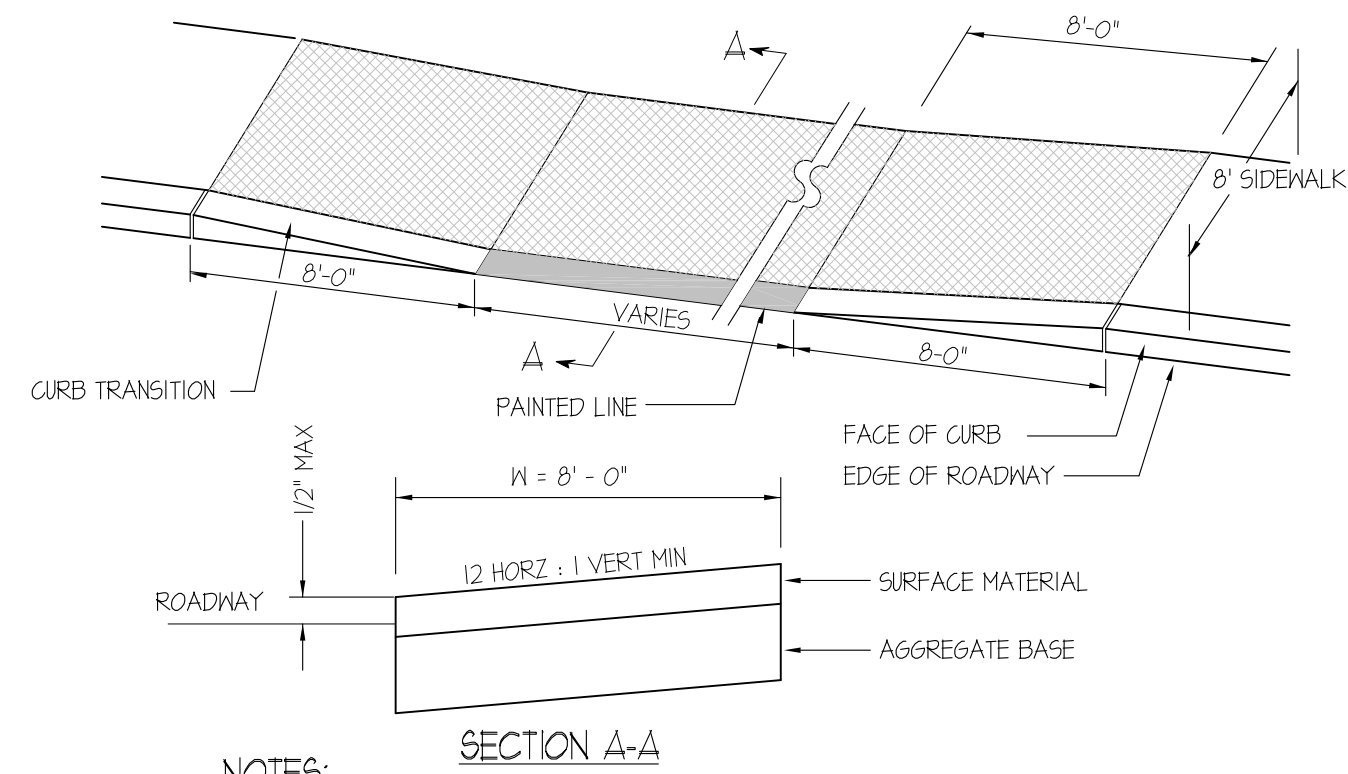 8'-0"
A
8' SIDEWALK
8'-0"
VARIES
A
8-0"
CURB TRANSITION
PAINTED LINE
FACE OF CURB
EDGE OF ROADWAY
1/2" MAX
W = 8' - 0"
12 HORZ : 1 VERT MIN
ROADWAY
SURFACE MATERIAL
AGGREGATE BASE
SECTION A-A
NOTES: